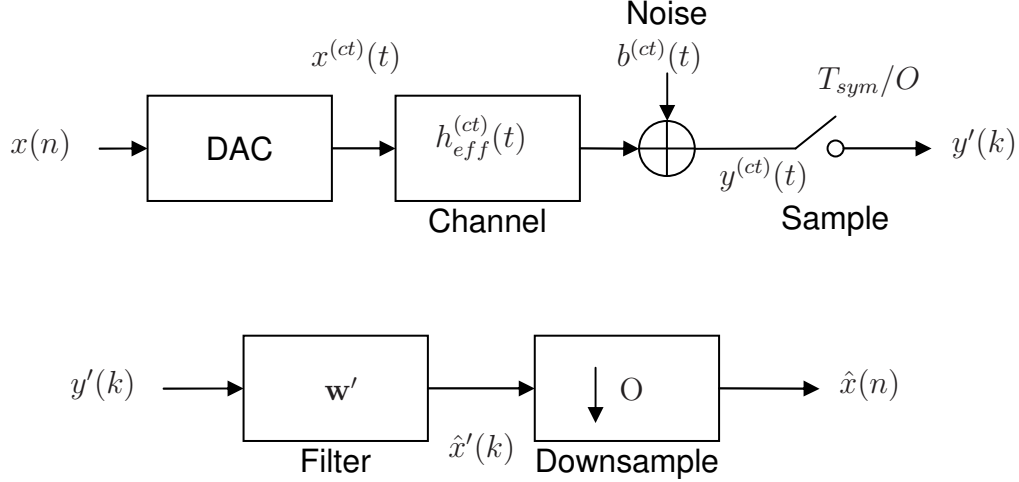 Noise
x^{(ct)}(t)
b^{(ct)}(t)
T_{sym}/O
x(n)
DAC
h_{eff}^{(ct)}(t)
y'(k)
y^{(ct)}(t)
Channel
Sample
y'(k)
w'
O
x̂(n)
x̂'(k)
Filter
Downsample